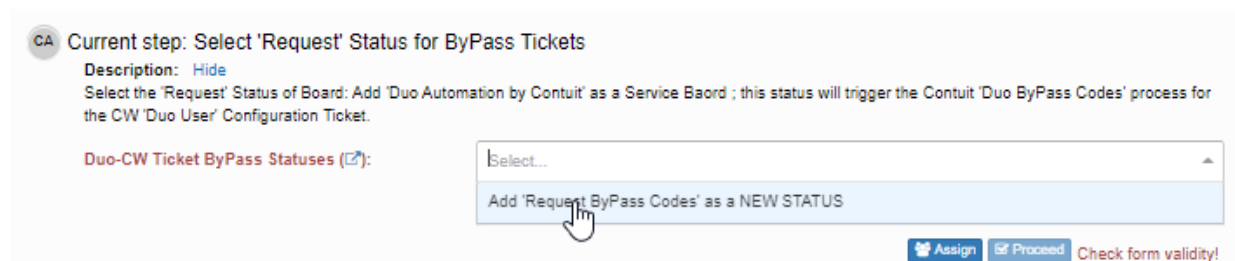 CA Current step: Select 'Request' Status for ByPass Tickets
Description: Hide
Select the 'Request' Status of Board: Add 'Duo Automation by Contuit' as a Service Baord ; this status will trigger the Contuit 'Duo ByPass Codes' process for
the CW 'Duo User' Configuration Ticket.
Duo-CW Ticket ByPass Statuses ( ):
Select...
Add 'Request ByPass Codes' as a NEW STATUS
Assign Proceed Check form validity!